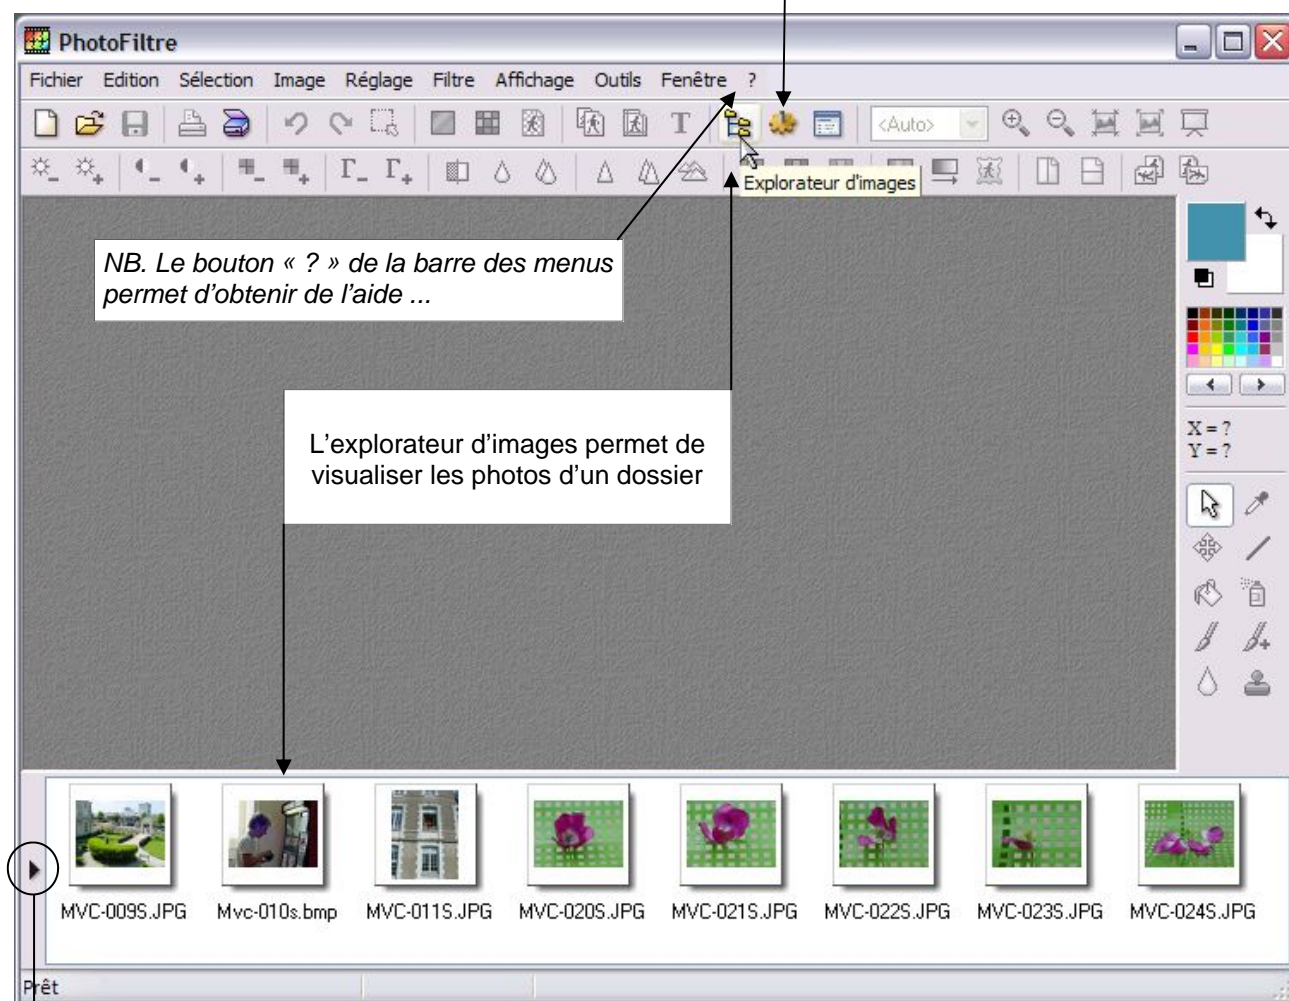 PhotoFiltre
Fichier Edition Sélection Image Réglage Filtre Affichage Outils Fenêtre ?
T <Auto>
Explorateur d'images
NB. Le bouton « ? » de la barre des menus
permet d'obtenir de l'aide ...
L'explorateur d'images permet de
visualiser les photos d'un dossier
X = ?
Y = ?
MVC-009S.JPG Mvc-010s.bmp MVC-011S.JPG MVC-020S.JPG MVC-021S.JPG MVC-022S.JPG MVC-023S.JPG MVC-024S.JPG
Prêt